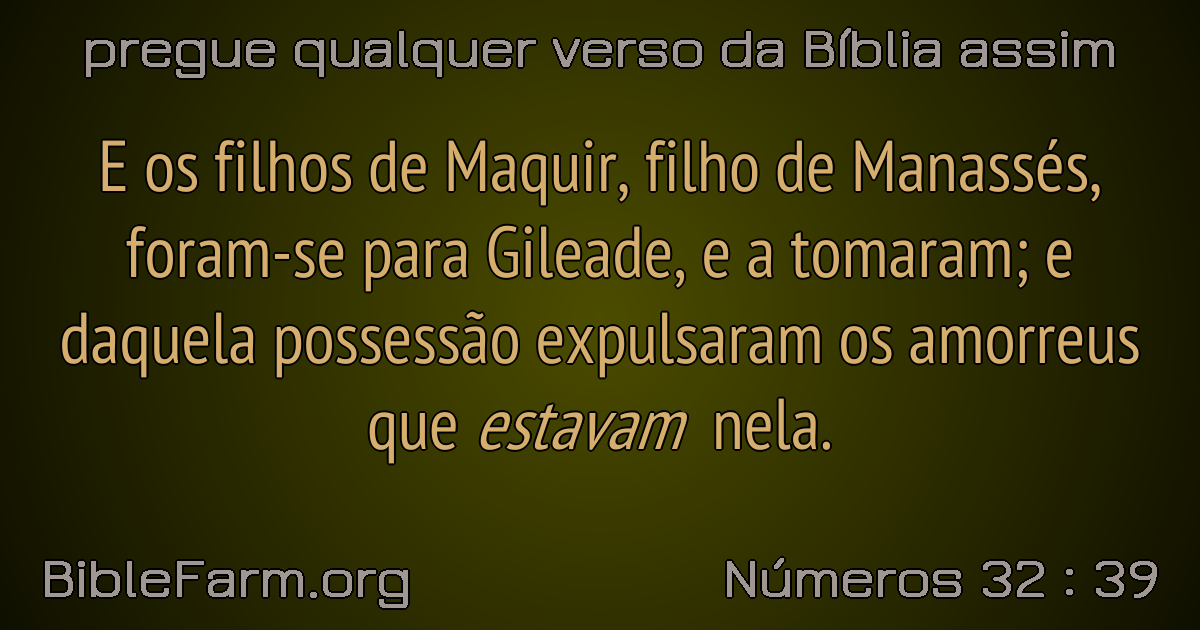 pregue qualquer verso da Bíblia assim
E os filhos de Maquir, filho de Manassés,
foram-se para Gileade, e a tomaram; e
daquela possessão expulsaram os amorreus
que estavam nela.
BibleFarm.org
Números 32 : 39